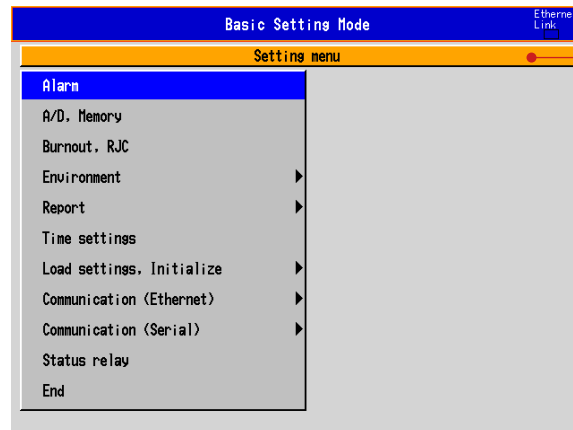 Basic Setting Mode
Etherne
Link
Setting menu
Alarm
A/D, Memory
Burnout, RJC
Environment
Report
Time settings
Load settings, Initialize
Communication (Ethernet)
Communication (Serial)
Status relay
End